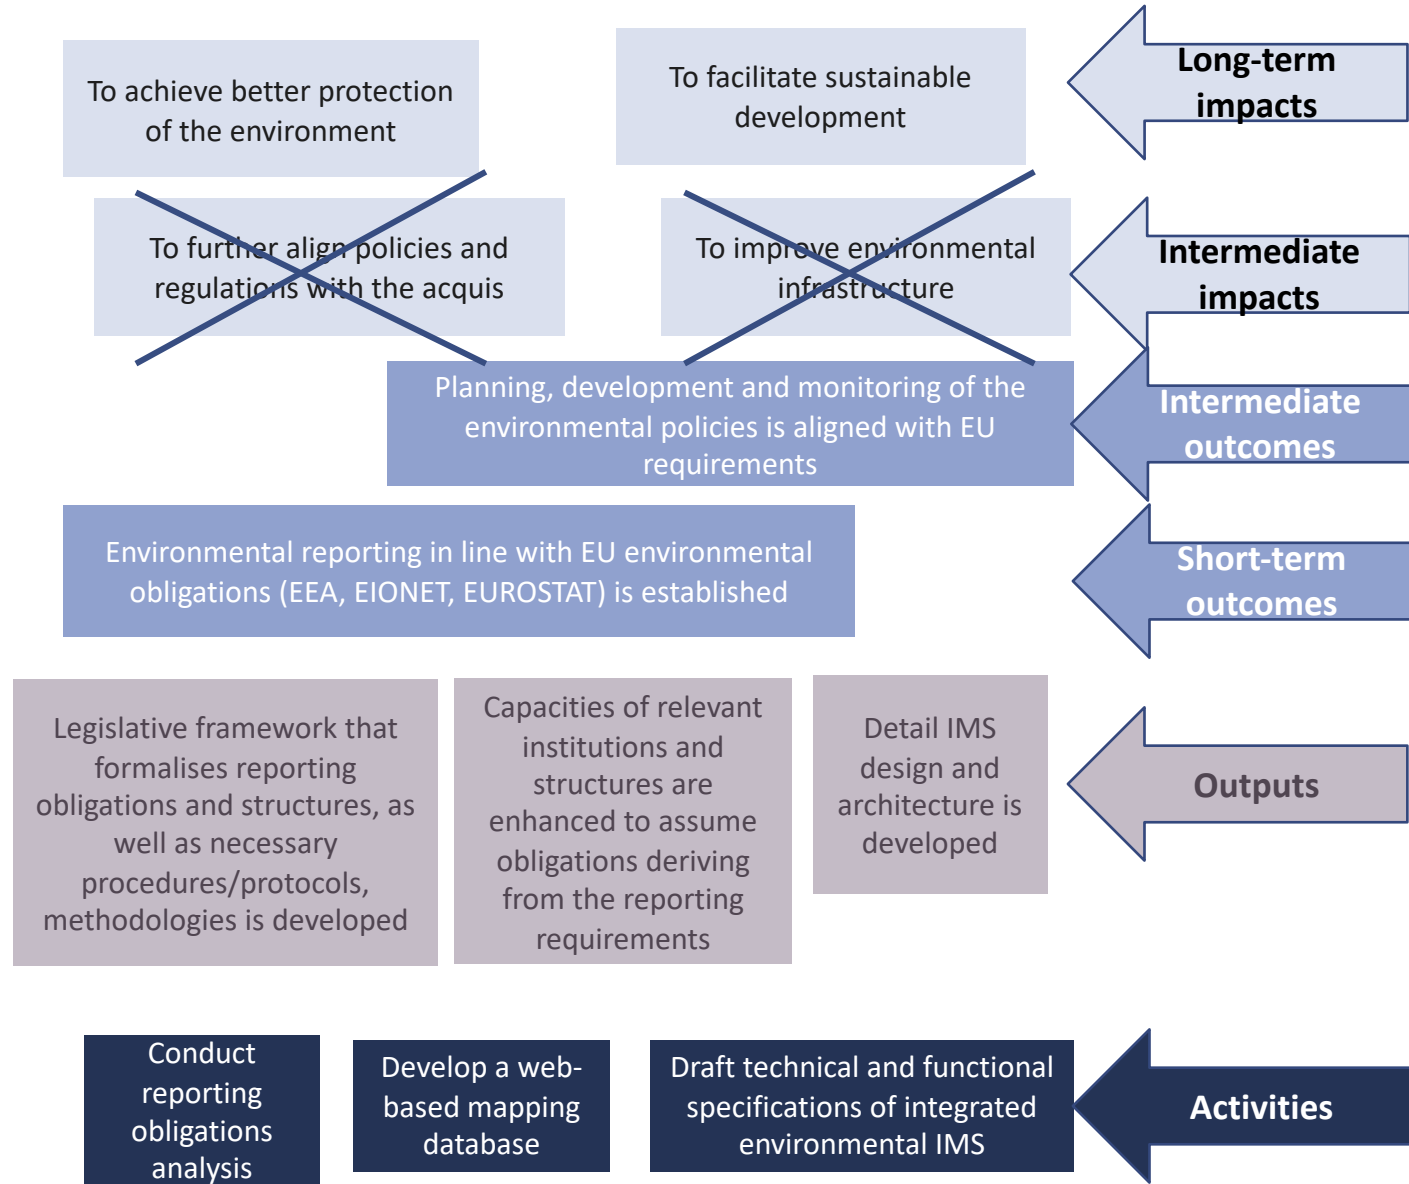 To achieve better protection
of the environment
To facilitate sustainable
development
Long-term
impacts
To further align policies and
regulations with the acquis
To improve environmental
infrastructure
Intermediate
impacts
Planning, development and monitoring of the
environmental policies is aligned with EU
requirements
Intermediate
outcomes
Environmental reporting in line with EU environmental
obligations (EEA, EIONET, EUROSTAT) is established
Short-term
outcomes
Legislative framework that
formalises reporting
obligations and structures, as
well as necessary
procedures/protocols,
methodologies is developed
Capacities of relevant
institutions and
structures are
enhanced to assume
obligations deriving
from the reporting
requirements
Detail IMS
design and
architecture is
developed
Outputs
Conduct
reporting
obligations
analysis
Develop a web-
based mapping
database
Draft technical and functional
specifications of integrated
environmental IMS
Activities